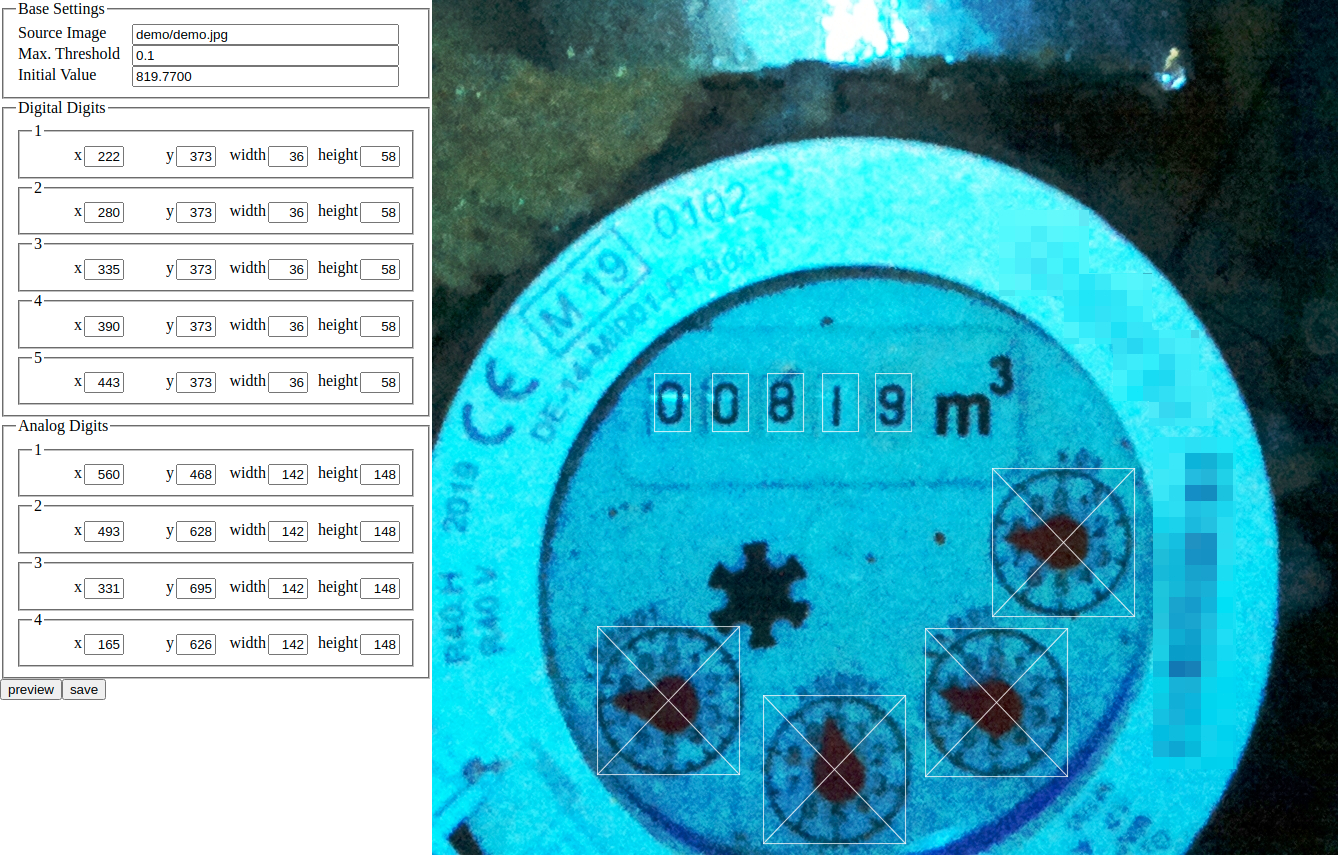 Base Settings
Source Image demo/demo.jpg
Max. Threshold 0.1
Initial Value 819.7700
Digital Digits
1
x 222 y 373 width 36 height 58
2
x 280 y 373 width 36 height 58
3
x 335 y 373 width 36 height 58
4
x 390 y 373 width 36 height 58
5
x 443 y 373 width 36 height 58
Analog Digits
1
x 560 y 468 width 142 height 148
2
x 493 y 628 width 142 height 148
3
x 331 y 695 width 142 height 148
4
x 165 y 626 width 142 height 148
preview save
0102
M 19
DE-14-MI001-PTB001
CE
2019
R40 H
R40 V
00819 m³